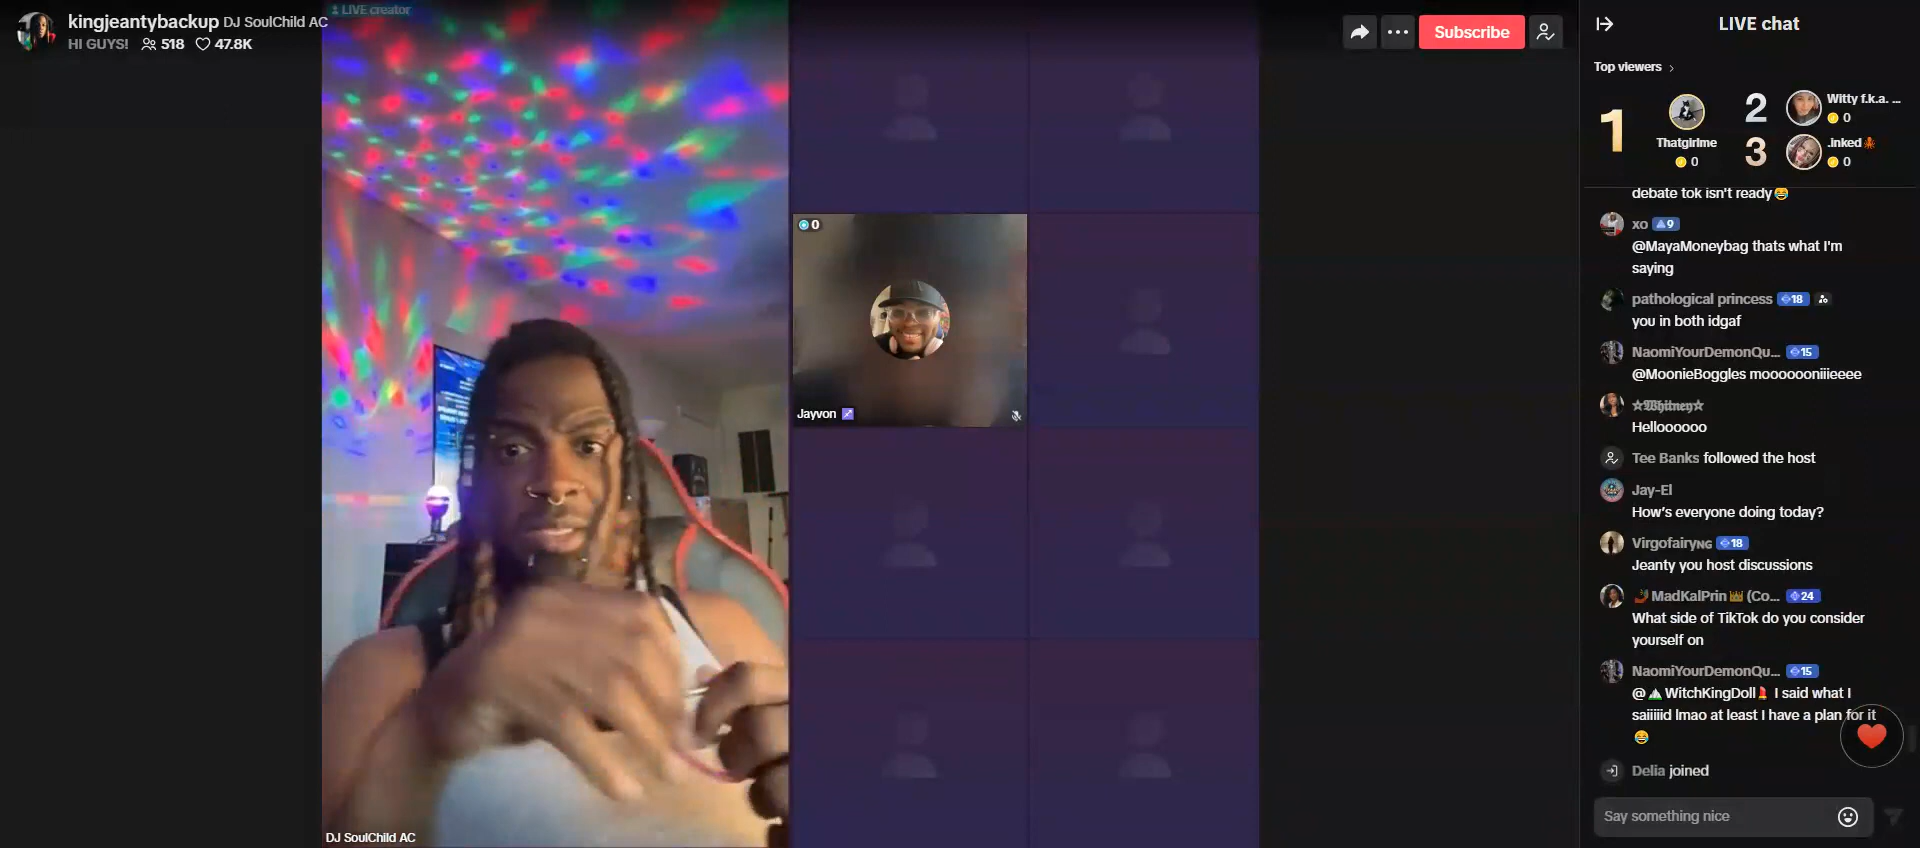 kingjeantybackup DJ SoulChild AC
HI GUYS! 518 47.8K
LIVE creator
Subscribe
0
Jayvon
DJ SoulChild AC
LIVE chat
Top viewers
1
Thatgirlme
0
2
Witty f.k.a. ...
0
3
.inked
0
debate tok isn't ready😂
xo 9
@MayaMoneybag thats what I'm
saying
pathological princess 18
you in both idgaf
NaomiYourDemonQu... 15
@MoonieBoggles moooooniiieeee
☆𝖂𝖍𝖎𝖙𝖓𝖊𝖞☆
Helloooooo
Tee Banks followed the host
Jay-El
How's everyone doing today?
Virgofairyɴɢ 18
Jeanty you host discussions
MadKalPrin👑 (Co... 24
What side of TikTok do you consider
yourself on
NaomiYourDemonQu... 15
@🏔WitchKingDoll💄 I said what I
saiiiiid lmao at least I have a plan for it
😂
Delia joined
Say something nice